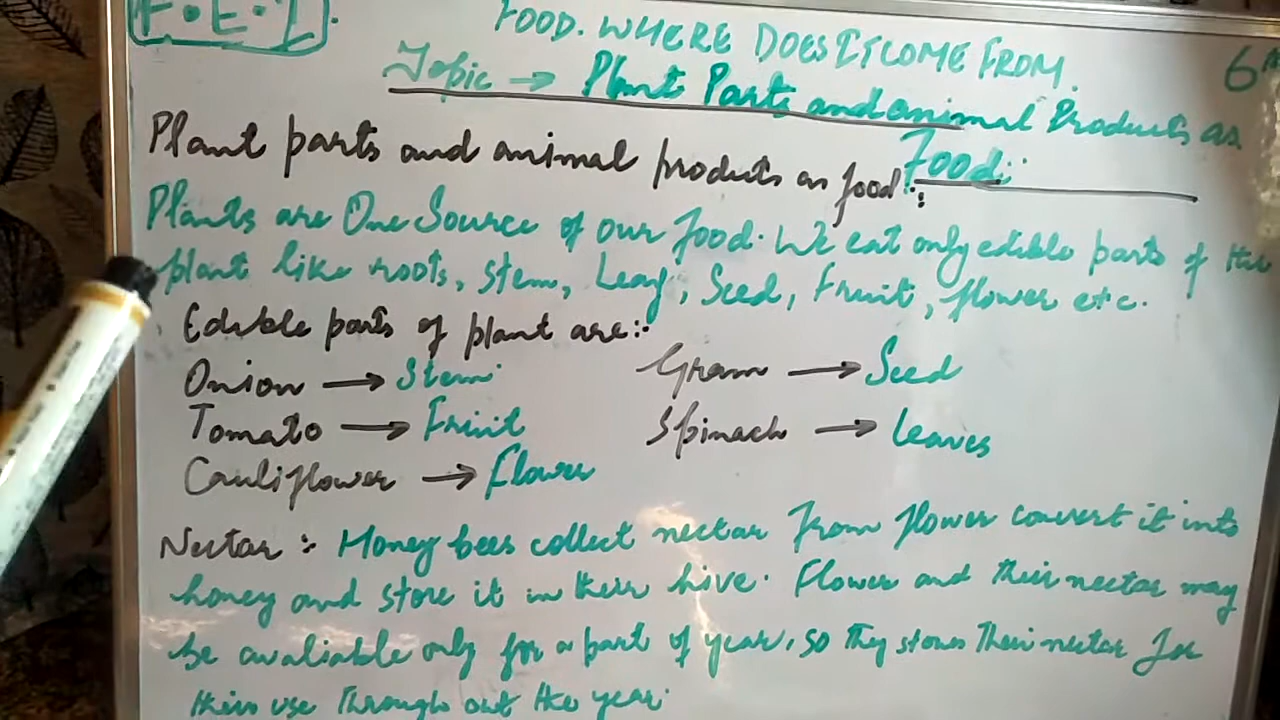 F.E.1.
FOOD. WHERE DOES IT COME FROM.
6th
Topic → Plant Parts and animal Products as
Food:
Plant parts and animal products as food:
Plants are One Source of our food. We eat only edible parts of the
plant like roots, stem, Leaf, Seed, Fruit, flower etc.
Edible parts of plant are:-
Onion → Stem
Gram → Seed
Tomato → Fruit
Spinach → leaves
Cauliflower → Flower
Nectar :- Honey bees collect nectar from flower convert it into
honey and store it in their hive. Flower and their nectar may
be avaliable only for a part of year, so they stores their nectar for
their use through out the year.